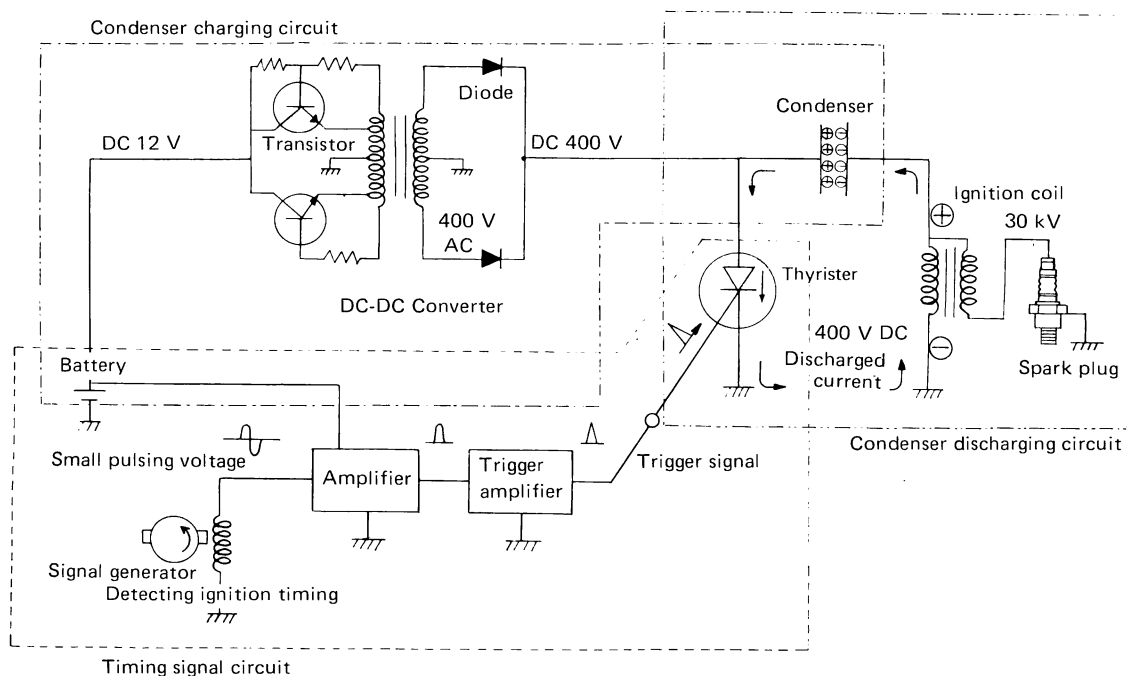 Condenser charging circuit
Diode
Condenser
DC 12 V
Transistor
DC 400 V
Ignition coil
30 kV
400 V
AC
Thyrister
DC-DC Converter
400 V DC
Discharged
current
Spark plug
Battery
Condenser discharging circuit
Small pulsing voltage
Amplifier
Trigger
amplifier
Trigger signal
Signal generator
Detecting ignition timing
Timing signal circuit